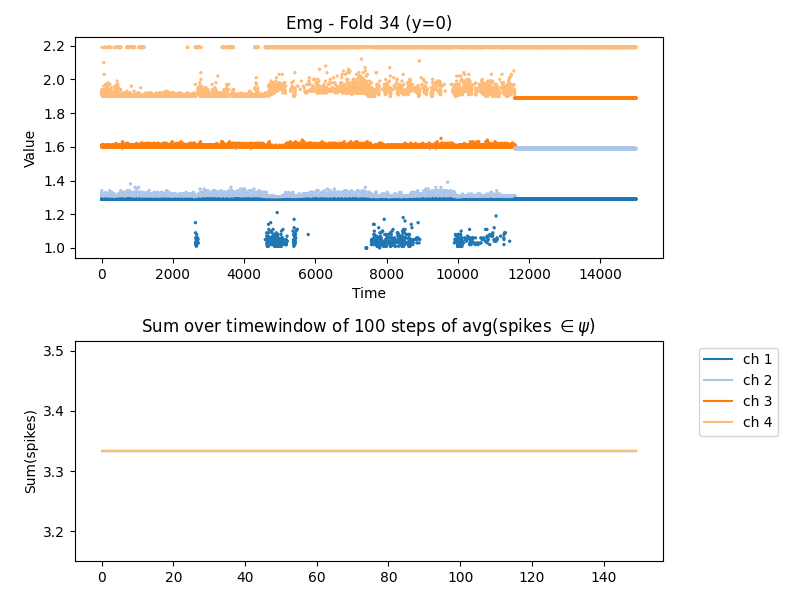 Emg - Fold 34 (y=0)
2.2
2.0
1.8
1.6
1.4
1.2
1.0
Value
0 2000 4000 6000 8000 10000 12000 14000
Time
Sum over timewindow of 100 steps of avg(spikes ∈ψ)
3.5
3.4
3.3
3.2
Sum(spikes)
0 20 40 60 80 100 120 140
ch 1
ch 2
ch 3
ch 4